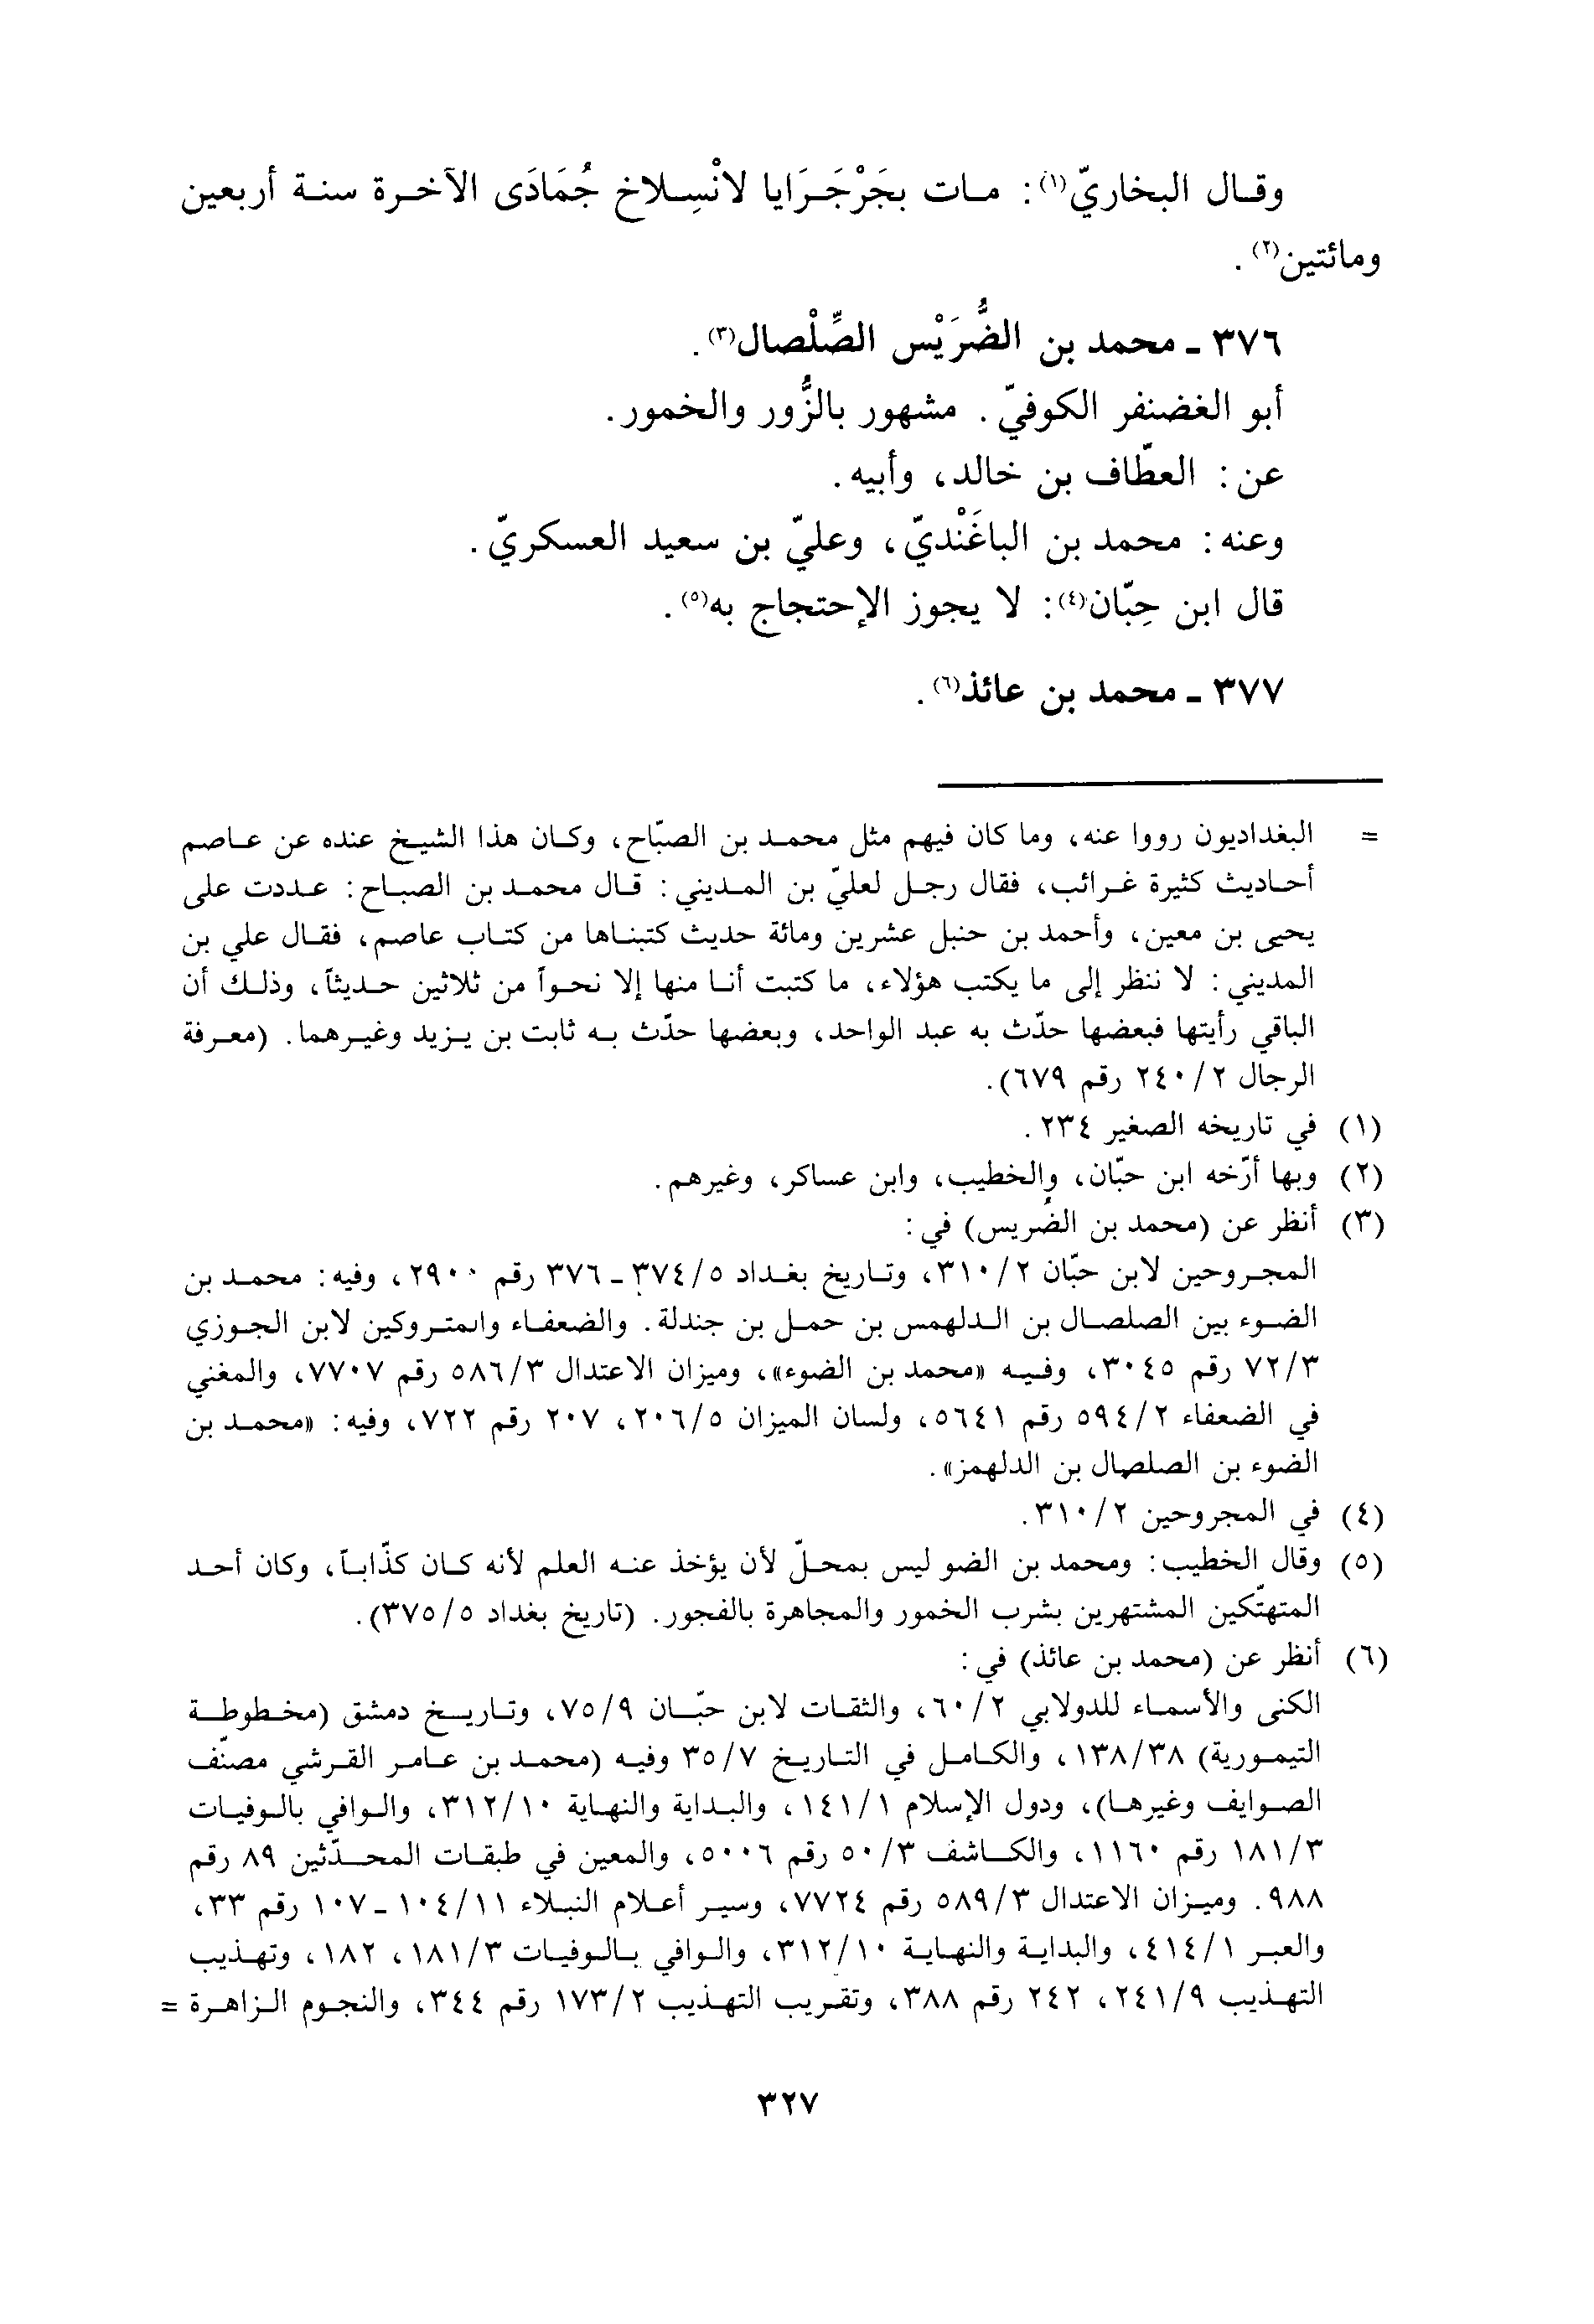 وقال البخاريّ(١): مات بجَرْجَرَايا لانْسِلاخ جُمَادَى الآخرة سنة أربعين
ومائتين(٢).
٣٧٦ ـ محمد بن الضُّرَيْس الصِّلْصال(٣).
أبو الغضنفر الكوفيّ. مشهور بالزُّور والخمور.
عن: العطّاف بن خالد، وأبيه.
وعنه: محمد بن الباغَنْديّ، وعليّ بن سعيد العسكريّ.
قال ابن حِبّان(٤): لا يجوز الإحتجاج به(٥).
٣٧٧ ـ محمد بن عائذ(٦).
= البغداديون رووا عنه، وما كان فيهم مثل محمد بن الصبّاح، وكان هذا الشيخ عنده عن عاصم
أحاديث كثيرة غرائب، فقال رجل لعليّ بن المديني: قال محمد بن الصباح: عددت على
يحيى بن معين، وأحمد بن حنبل عشرين ومائة حديث كتبناها من كتاب عاصم، فقال علي بن
المديني: لا ننظر إلى ما يكتب هؤلاء، ما كتبت أنا منها إلا نحواً من ثلاثين حديثاً، وذلك أن
الباقي رأيتها فبعضها حدّث به عبد الواحد، وبعضها حدّث به ثابت بن يزيد وغيرهما. (معرفة
الرجال ٢/ ٢٤٠ رقم ٦٧٩).
(١) في تاريخه الصغير ٢٣٤.
(٢) وبها أرّخه ابن حبّان، والخطيب، وابن عساكر، وغيرهم.
(٣) أنظر عن (محمد بن الضُريس) في:
المجروحين لابن حبّان ٢/ ٣١٠، وتاريخ بغداد ٥/ ٣٧٤ ـ ٣٧٦ رقم ٢٩٠٠، وفيه: محمد بن
الضوء بين الصلصال بن الدلهمس بن حمل بن جندلة. والضعفاء والمتروكين لابن الجوزي
٣/ ٧٢ رقم ٣٠٤٥، وفيه «محمد بن الضوء»، وميزان الاعتدال ٣/ ٥٨٦ رقم ٧٧٠٧، والمغني
في الضعفاء ٢/ ٥٩٤ رقم ٥٦٤١، ولسان الميزان ٥/ ٢٠٦، ٢٠٧ رقم ٧٢٢، وفيه: «محمد بن
الضوء بن الصلصال بن الدلهمز».
(٤) في المجروحين ٢/ ٣١٠.
(٥) وقال الخطيب: ومحمد بن الضو ليس بمحلّ لأن يؤخذ عنه العلم لأنه كان كذّاباً، وكان أحد
المتهتّكين المشتهرين بشرب الخمور والمجاهرة بالفجور. (تاريخ بغداد ٥/ ٣٧٥).
(٦) أنظر عن (محمد بن عائذ) في:
الكنى والأسماء للدولابي ٢/ ٦٠، والثقات لابن حبّان ٩/ ٧٥، وتاريخ دمشق (مخطوطة
التيمورية) ٣٨/ ١٣٨، والكامل في التاريخ ٧/ ٣٥ وفيه (محمد بن عامر القرشي مصنّف
الصوايف وغيرها)، ودول الإسلام ١/ ١٤١، والبداية والنهاية ١٠/ ٣١٢، والوافي بالوفيات
٣/ ١٨١ رقم ١١٦٠، والكاشف ٣/ ٥٠ رقم ٥٠٠٦، والمعين في طبقات المحدّثين ٨٩ رقم
٩٨٨. وميزان الاعتدال ٣/ ٥٨٩ رقم ٧٧٢٤، وسير أعلام النبلاء ١١/ ١٠٤ ـ ١٠٧ رقم ٣٣،
والعبر ١/ ٤١٤، والبداية والنهاية ١٠/ ٣١٢، والوافي بالوفيات ٣/ ١٨١، ١٨٢، وتهذيب
التهذيب ٩/ ٢٤١، ٢٤٢ رقم ٣٨٨، وتقريب التهذيب ٢/ ١٧٣ رقم ٣٤٤، والنجوم الزاهرة =
٣٢٧